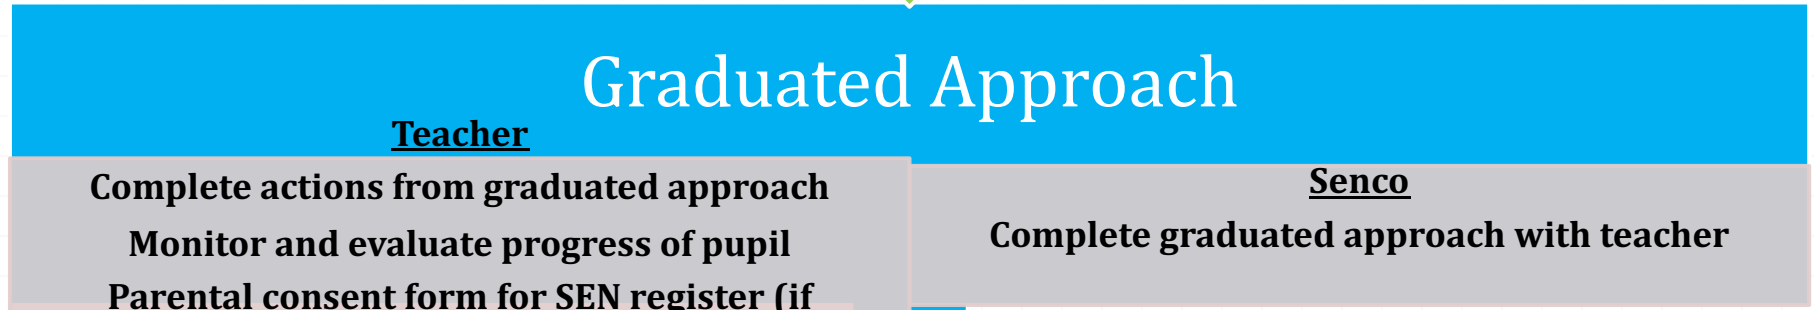 Graduated Approach
Teacher
Complete actions from graduated approach
Monitor and evaluate progress of pupil
Parental consent form for SEN register (if
Senco
Complete graduated approach with teacher